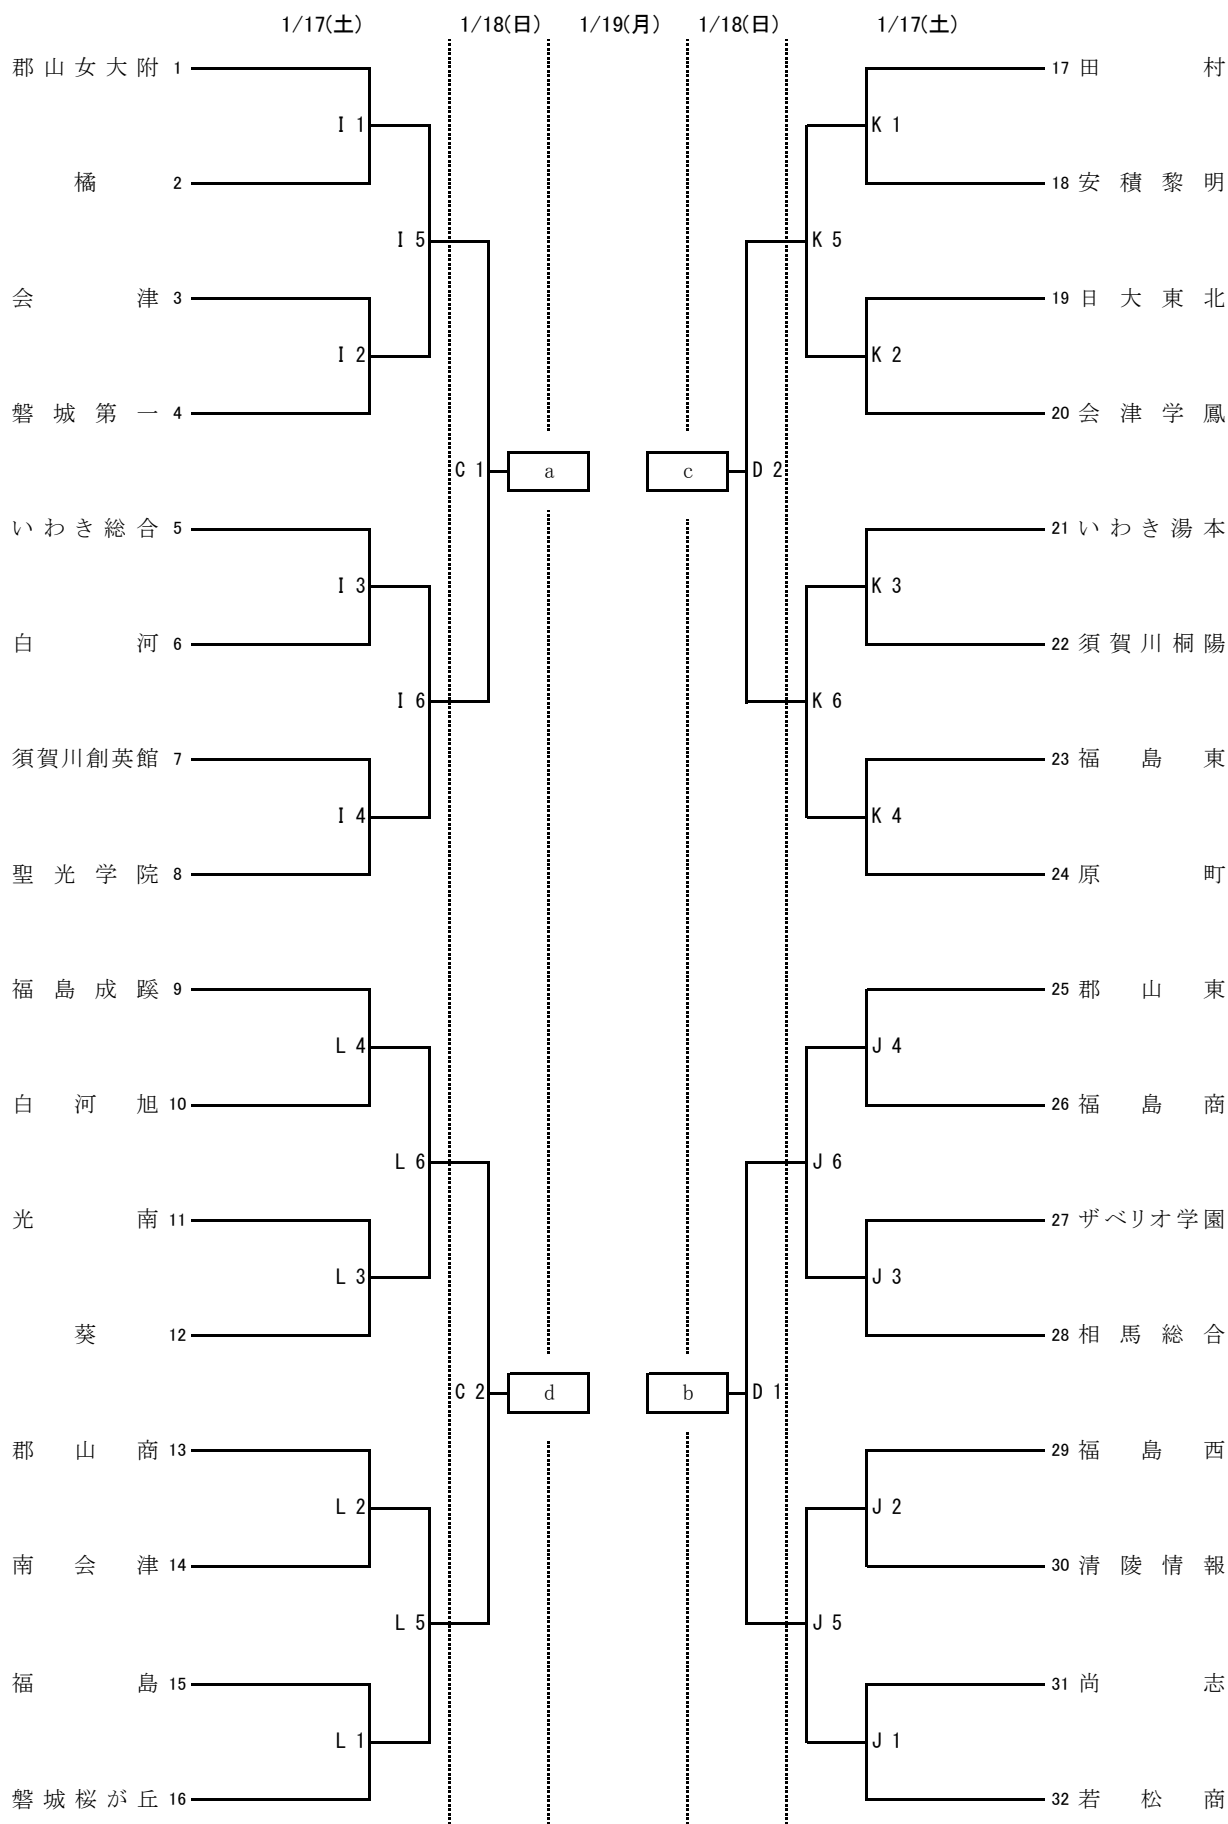 1/17(土) 1/18(日) 1/19(月) 1/18(日) 1/17(土)
郡山女大附 1 17 田村
I 1 K 1
橘 2 18 安積黎明
I 5 K 5
会津 3 19 日大東北
I 2 K 2
磐城第一 4 20 会津学鳳
C 1 a c D 2
いわき総合 5 21 いわき湯本
I 3 K 3
白河 6 22 須賀川桐陽
I 6 K 6
須賀川創英館 7 23 福島東
I 4 K 4
聖光学院 8 24 原町
福島成蹊 9 25 郡山東
L 4 J 4
白河旭 10 26 福島商
L 6 J 6
光南 11 27 ザベリオ学園
L 3 J 3
葵 12 28 相馬総合
C 2 d b D 1
郡山商 13 29 福島西
L 2 J 2
南会津 14 30 清陵情報
L 5 J 5
福島 15 31 尚志
L 1 J 1
磐城桜が丘 16 32 若松商